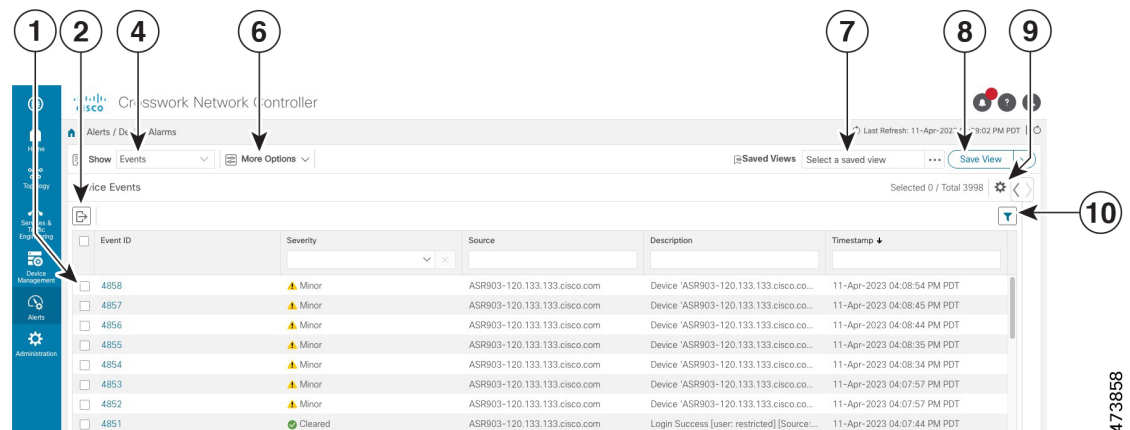 1 2 4 6 7 8 9
cisco Crosswork Network Controller
Alerts / Alarms Last Refresh: PM PDT
Home
Show Events More Options Saved Views Select a saved view ... Save View
Device Events Selected 0 / Total 3998
10
Services &
Traffic
Engineering
Event ID Severity Source Description Timestamp
Device
Management
4858 Minor ASR903-120.133.133.cisco.com Device 'ASR903-120.133.133.cisco.co... 11-Apr-2023 04:08:54 PM PDT
4857 Minor ASR903-120.133.133.cisco.com Device 'ASR903-120.133.133.cisco.co... 11-Apr-2023 04:08:45 PM PDT
Alerts
4856 Minor ASR903-120.133.133.cisco.com Device 'ASR903-120.133.133.cisco.co... 11-Apr-2023 04:08:44 PM PDT
4855 Minor ASR903-120.133.133.cisco.com Device 'ASR903-120.133.133.cisco.co... 11-Apr-2023 04:08:35 PM PDT
Administration
4854 Minor ASR903-120.133.133.cisco.com Device 'ASR903-120.133.133.cisco.co... 11-Apr-2023 04:08:34 PM PDT
4853 Minor ASR903-120.133.133.cisco.com Device 'ASR903-120.133.133.cisco.co... 11-Apr-2023 04:07:57 PM PDT
4852 Minor ASR903-120.133.133.cisco.com Device 'ASR903-120.133.133.cisco.co... 11-Apr-2023 04:07:57 PM PDT
4851 Cleared ASR903-120.133.133.cisco.com Login Success [user: restricted] [Source:... 11-Apr-2023 04:07:44 PM PDT
473858